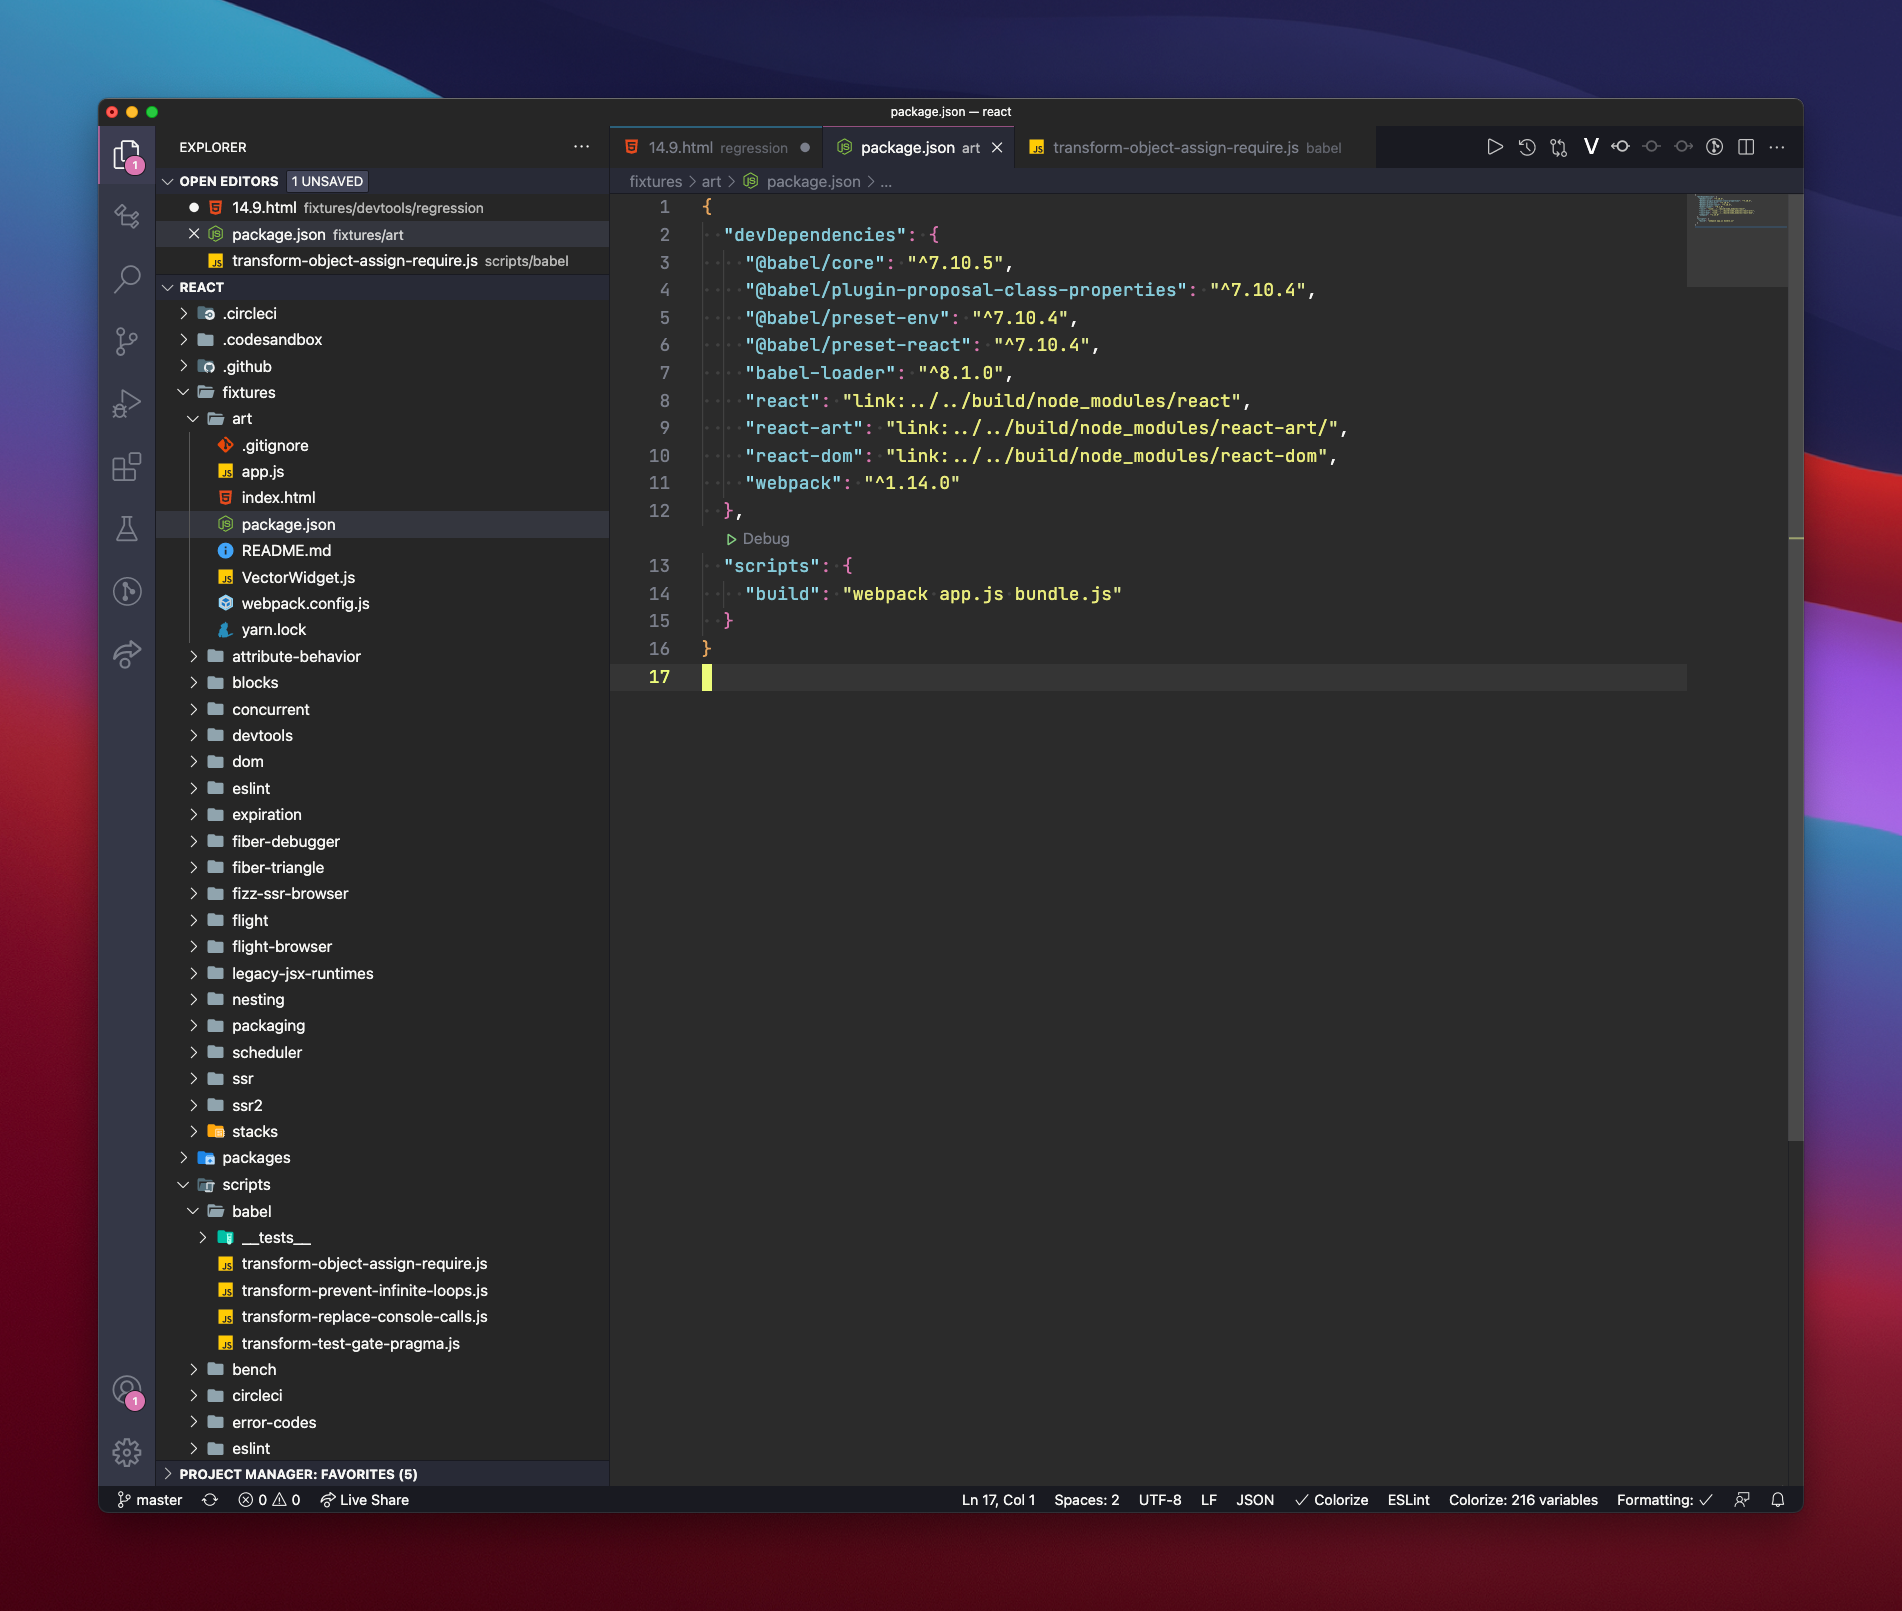 package.json — react
EXPLORER
OPEN EDITORS 1 UNSAVED
14.9.html fixtures/devtools/regression
package.json fixtures/art
transform-object-assign-require.js scripts/babel
REACT
.circleci
.codesandbox
.github
fixtures
art
.gitignore
app.js
index.html
package.json
README.md
VectorWidget.js
webpack.config.js
yarn.lock
attribute-behavior
blocks
concurrent
devtools
dom
eslint
expiration
fiber-debugger
fiber-triangle
fizz-ssr-browser
flight
flight-browser
legacy-jsx-runtimes
nesting
packaging
scheduler
ssr
ssr2
stacks
packages
scripts
babel
__tests__
transform-object-assign-require.js
transform-prevent-infinite-loops.js
transform-replace-console-calls.js
transform-test-gate-pragma.js
bench
circleci
error-codes
eslint
PROJECT MANAGER: FAVORITES (5)
1
1
14.9.html regression package.json art transform-object-assign-require.js babel
fixtures > art > package.json > ...
1 {
2 "devDependencies": {
3 "@babel/core": "^7.10.5",
4 "@babel/plugin-proposal-class-properties": "^7.10.4",
5 "@babel/preset-env": "^7.10.4",
6 "@babel/preset-react": "^7.10.4",
7 "babel-loader": "^8.1.0",
8 "react": "link:../../build/node_modules/react",
9 "react-art": "link:../../build/node_modules/react-art/",
10 "react-dom": "link:../../build/node_modules/react-dom",
11 "webpack": "^1.14.0"
12 },
Debug
13 "scripts": {
14 "build": "webpack app.js bundle.js"
15 }
16 }
17
master 0 0 Live Share Ln 17, Col 1 Spaces: 2 UTF-8 LF JSON Colorize ESLint Colorize: 216 variables Formatting: